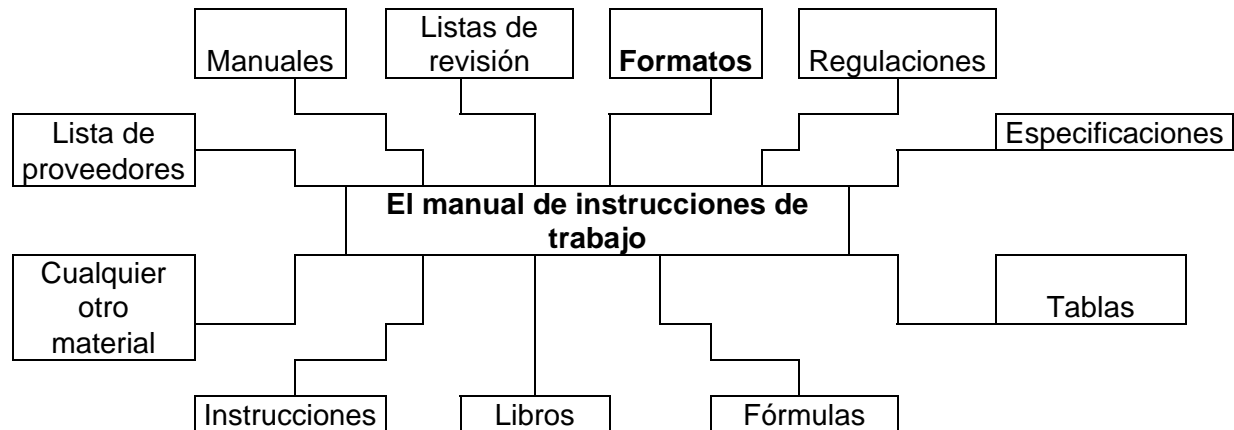 Manuales
Listas de
revisión
Formatos
Regulaciones
Lista de
proveedores
Especificaciones
El manual de instrucciones de
trabajo
Cualquier
otro
material
Tablas
Instrucciones
Libros
Fórmulas